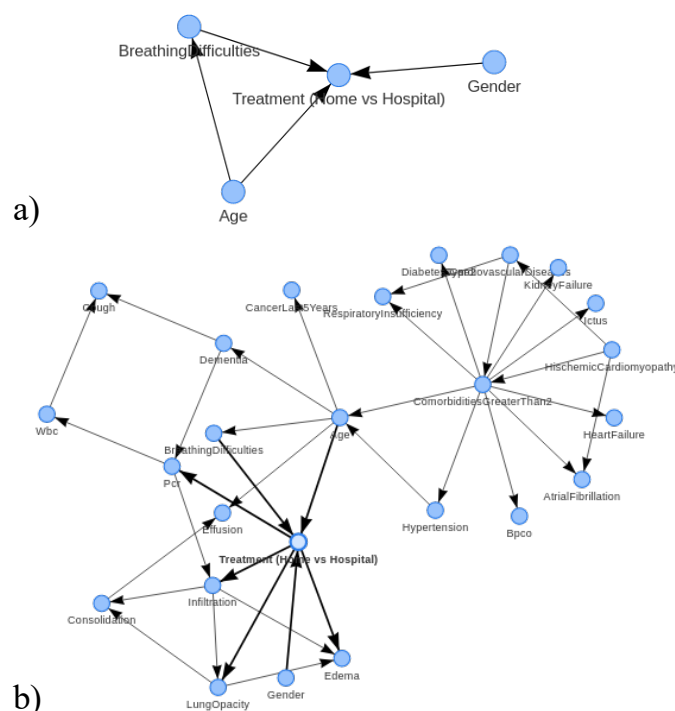 BreathingDifficulties
Treatment (Home vs Hospital)
Gender
Age
a)
Cough
CancerLast5Years
RespiratoryInsufficiency
KidneyFailure
Ictus
Dementia
HischemicCardiomyopathy
ComorbiditiesGreaterThan2
Wbc
BreathingDifficulties
Age
HeartFailure
Pcr
AtrialFibrillation
Effusion
Hypertension
Bpco
Treatment (Home vs Hospital)
Infiltration
Consolidation
LungOpacity
Gender
Edema
b)